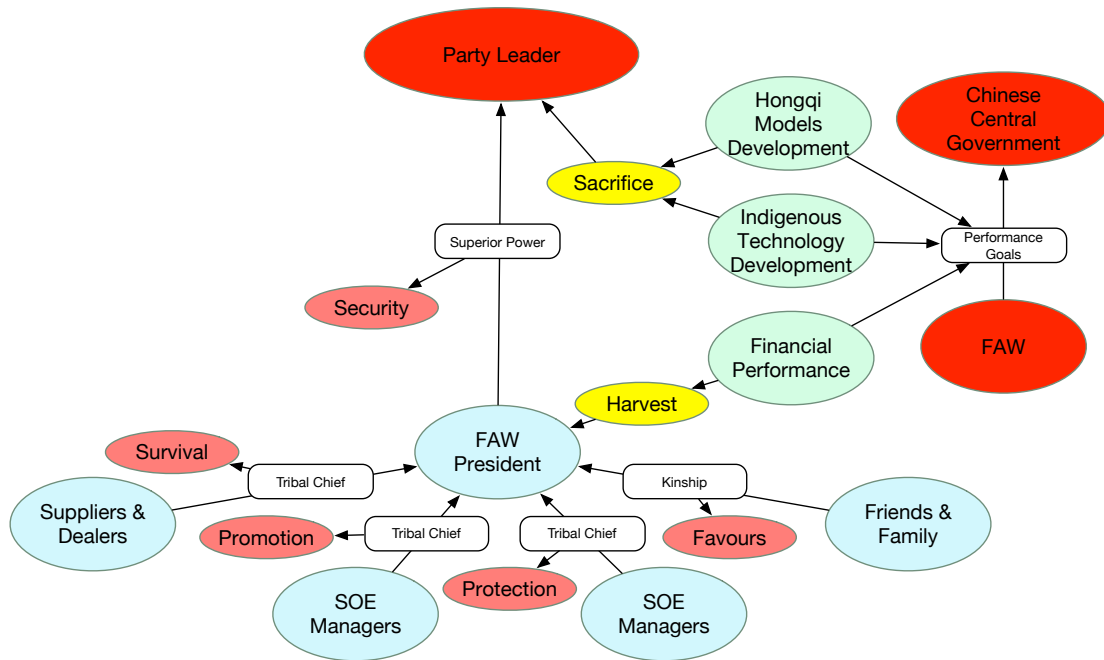 Party Leader
Hongqi
Models
Development
Chinese
Central
Government
Sacrifice
Indigenous
Technology
Development
Superior Power
Performance
Goals
Security
Financial
Performance
FAW
Harvest
FAW
President
Survival
Tribal Chief
Kinship
Suppliers &
Dealers
Promotion
Tribal Chief
Tribal Chief
Favours
Friends &
Family
Protection
SOE
Managers
SOE
Managers